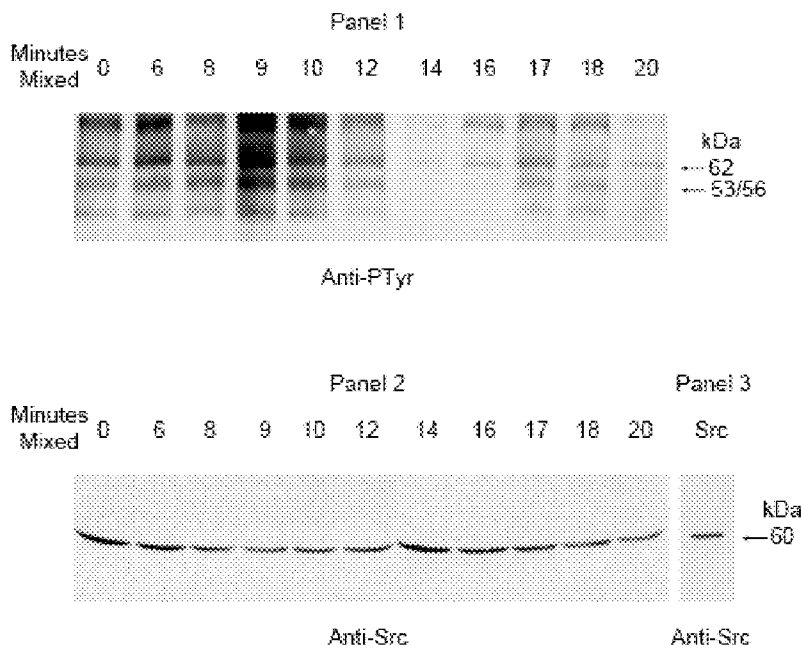 Panel 1
Minutes Mixed 0 6 8 9 10 12 14 16 17 18 20
kDa
62
53/56
Anti-PTyr
Panel 2 Panel 3
Minutes Mixed 0 6 8 9 10 12 14 16 17 18 20 Src
kDa
60
Anti-Src Anti-Src